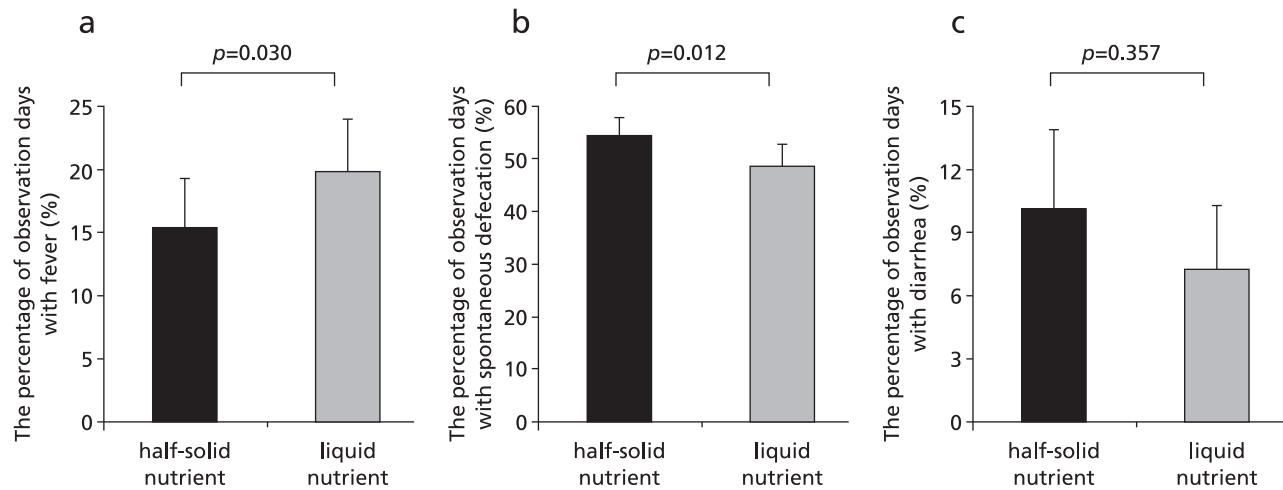 a
p=0.030
The percentage of observation days
with fever (%)
25
20
15
10
5
0
half-solid
nutrient
liquid
nutrient
b
p=0.012
The percentage of observation days
with spontaneous defecation (%)
60
50
40
30
20
10
0
half-solid
nutrient
liquid
nutrient
c
p=0.357
The percentage of observation days
with diarrhea (%)
15
12
9
6
3
0
half-solid
nutrient
liquid
nutrient